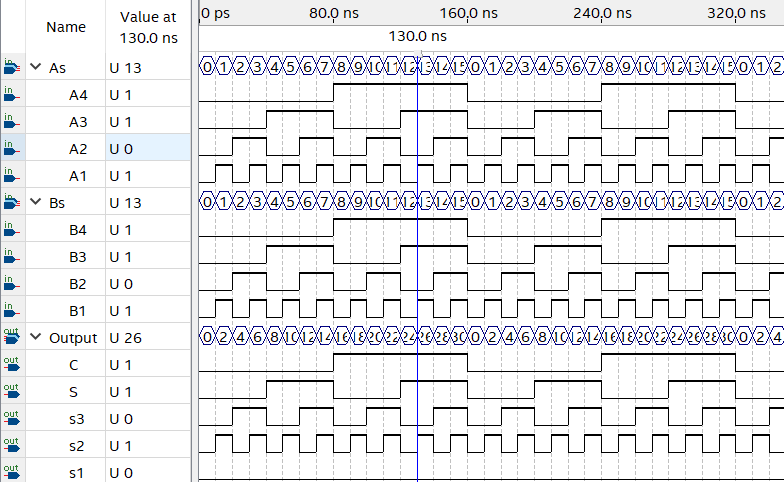 Name Value at 130.0 ns 0 ps 80.0 ns 160.0 ns 240.0 ns 320.0 ns
130.0 ns
in As U 13 0 1 2 3 4 5 6 7 8 9 10 11 12 13 14 15 0 1 2 3 4 5 6 7 8 9 10 11 12 13 14 15 0 1 2
in A4 U 1
in A3 U 1
in A2 U 0
in A1 U 1
in Bs U 13 0 1 2 3 4 5 6 7 8 9 10 11 12 13 14 15 0 1 2 3 4 5 6 7 8 9 10 11 12 13 14 15 0 1 2
in B4 U 1
in B3 U 1
in B2 U 0
in B1 U 1
out Output U 26 0 2 4 6 8 10 12 14 16 18 20 22 24 26 28 30 0 2 4 6 8 10 12 14 16 18 20 22 24 26 28 30 0 2 4
out C U 1
out S U 1
out s3 U 0
out s2 U 1
out s1 U 0